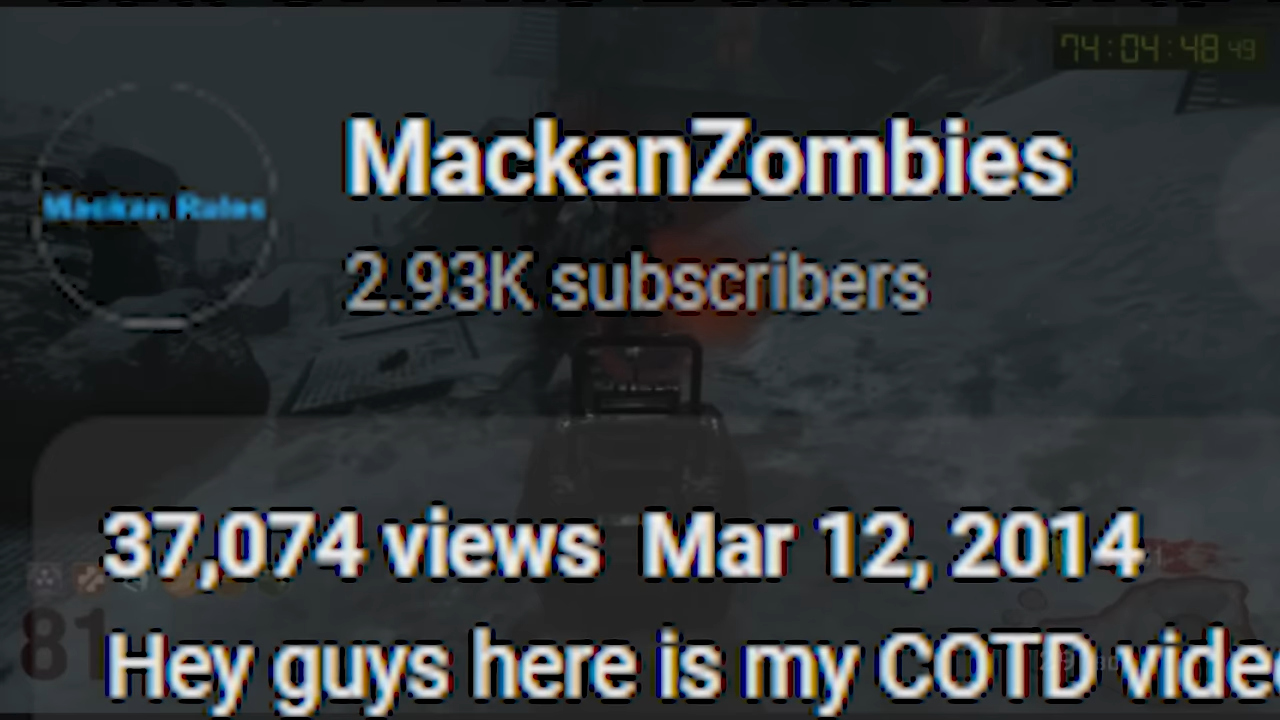 74:04:48 49
MackanZombies
Mackan Rules
2.93K subscribers
37,074 views Mar 12, 2014
81
Hey guys here is my COTD